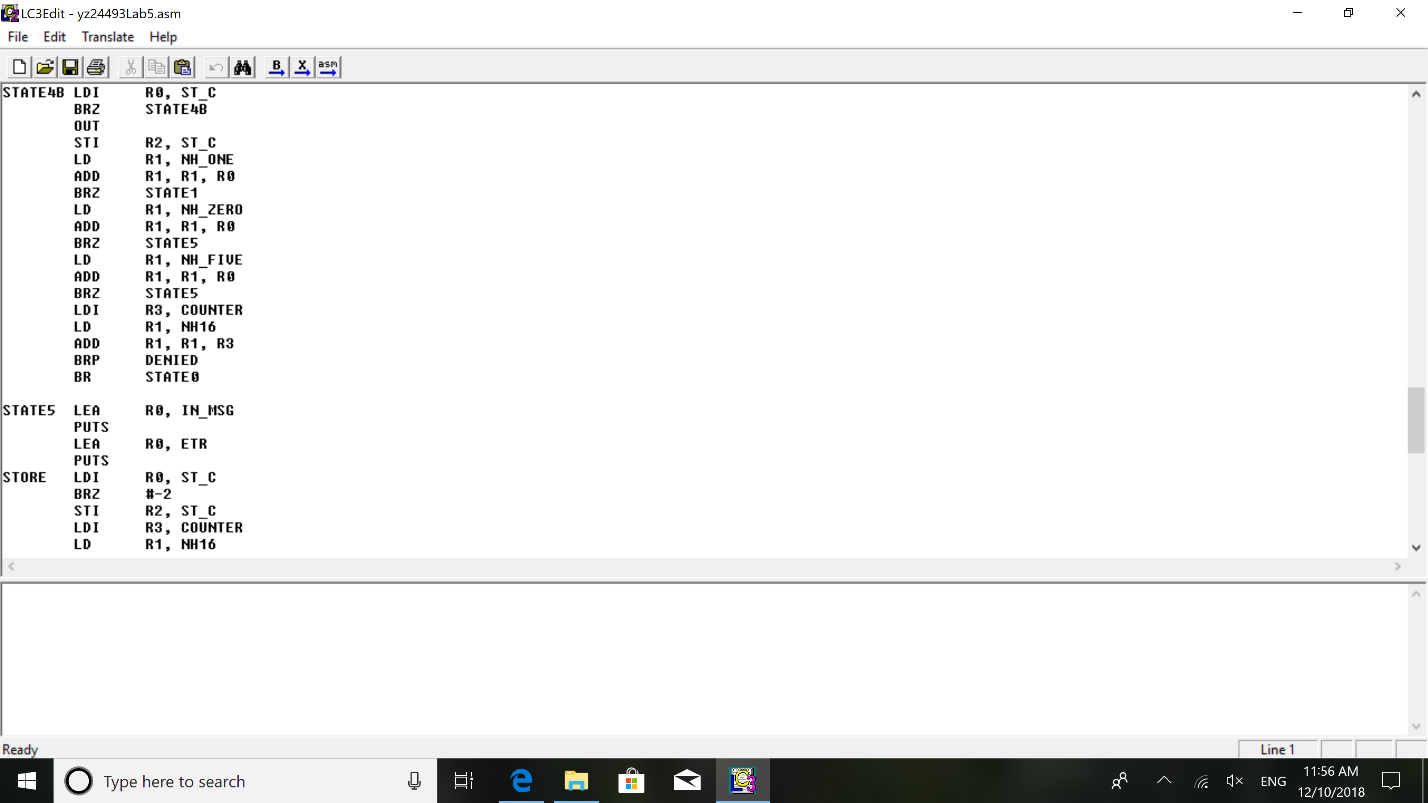 LC3Edit - yz24493Lab5.asm
File Edit Translate Help
B X asm
STATE4B LDI R0, ST_C
BRZ STATE4B
OUT
STI R2, ST_C
LD R1, NH_ONE
ADD R1, R1, R0
BRZ STATE1
LD R1, NH_ZERO
ADD R1, R1, R0
BRZ STATE5
LD R1, NH_FIVE
ADD R1, R1, R0
BRZ STATE5
LDI R3, COUNTER
LD R1, NH16
ADD R1, R1, R3
BRP DENIED
BR STATE0
STATE5 LEA R0, IN_MSG
PUTS
LEA R0, ETR
PUTS
STORE LDI R0, ST_C
BRZ #-2
STI R2, ST_C
LDI R3, COUNTER
LD R1, NH16
Ready Line 1
Type here to search ENG 11:56 AM
12/10/2018